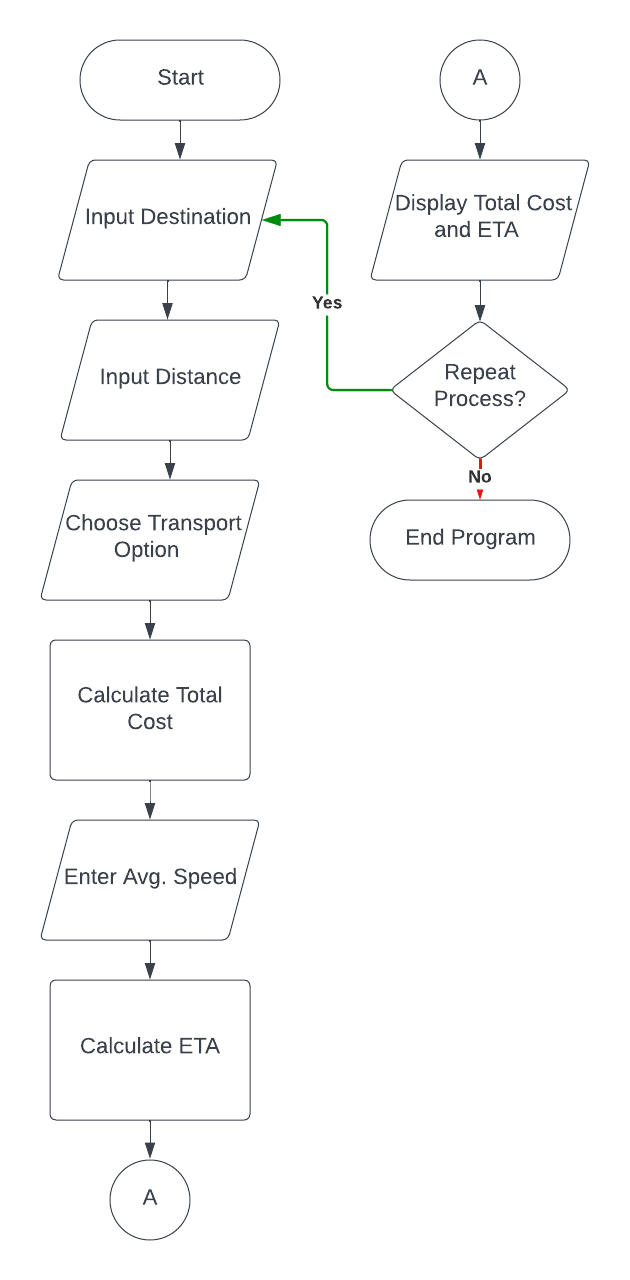 Start
Input Destination
Input Distance
Choose Transport
Option
Calculate Total
Cost
Enter Avg. Speed
Calculate ETA
A
A
Display Total Cost
and ETA
Repeat
Process?
Yes
No
End Program